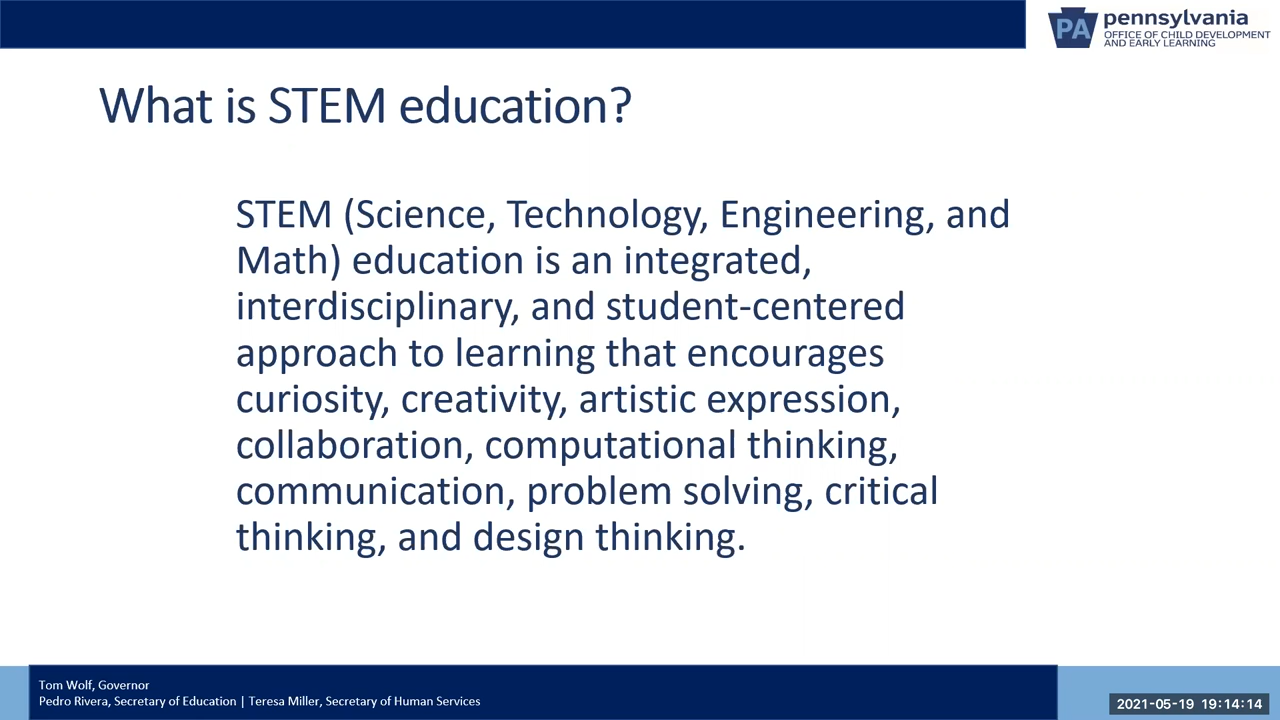 PA
pennsylvania
OFFICE OF CHILD DEVELOPMENT
AND EARLY LEARNING
What is STEM education?
STEM (Science, Technology, Engineering, and
Math) education is an integrated,
interdisciplinary, and student-centered
approach to learning that encourages
curiosity, creativity, artistic expression,
collaboration, computational thinking,
communication, problem solving, critical
thinking, and design thinking.
Tom Wolf, Governor
Pedro Rivera, Secretary of Education | Teresa Miller, Secretary of Human Services
2021-05-19 19:14:14